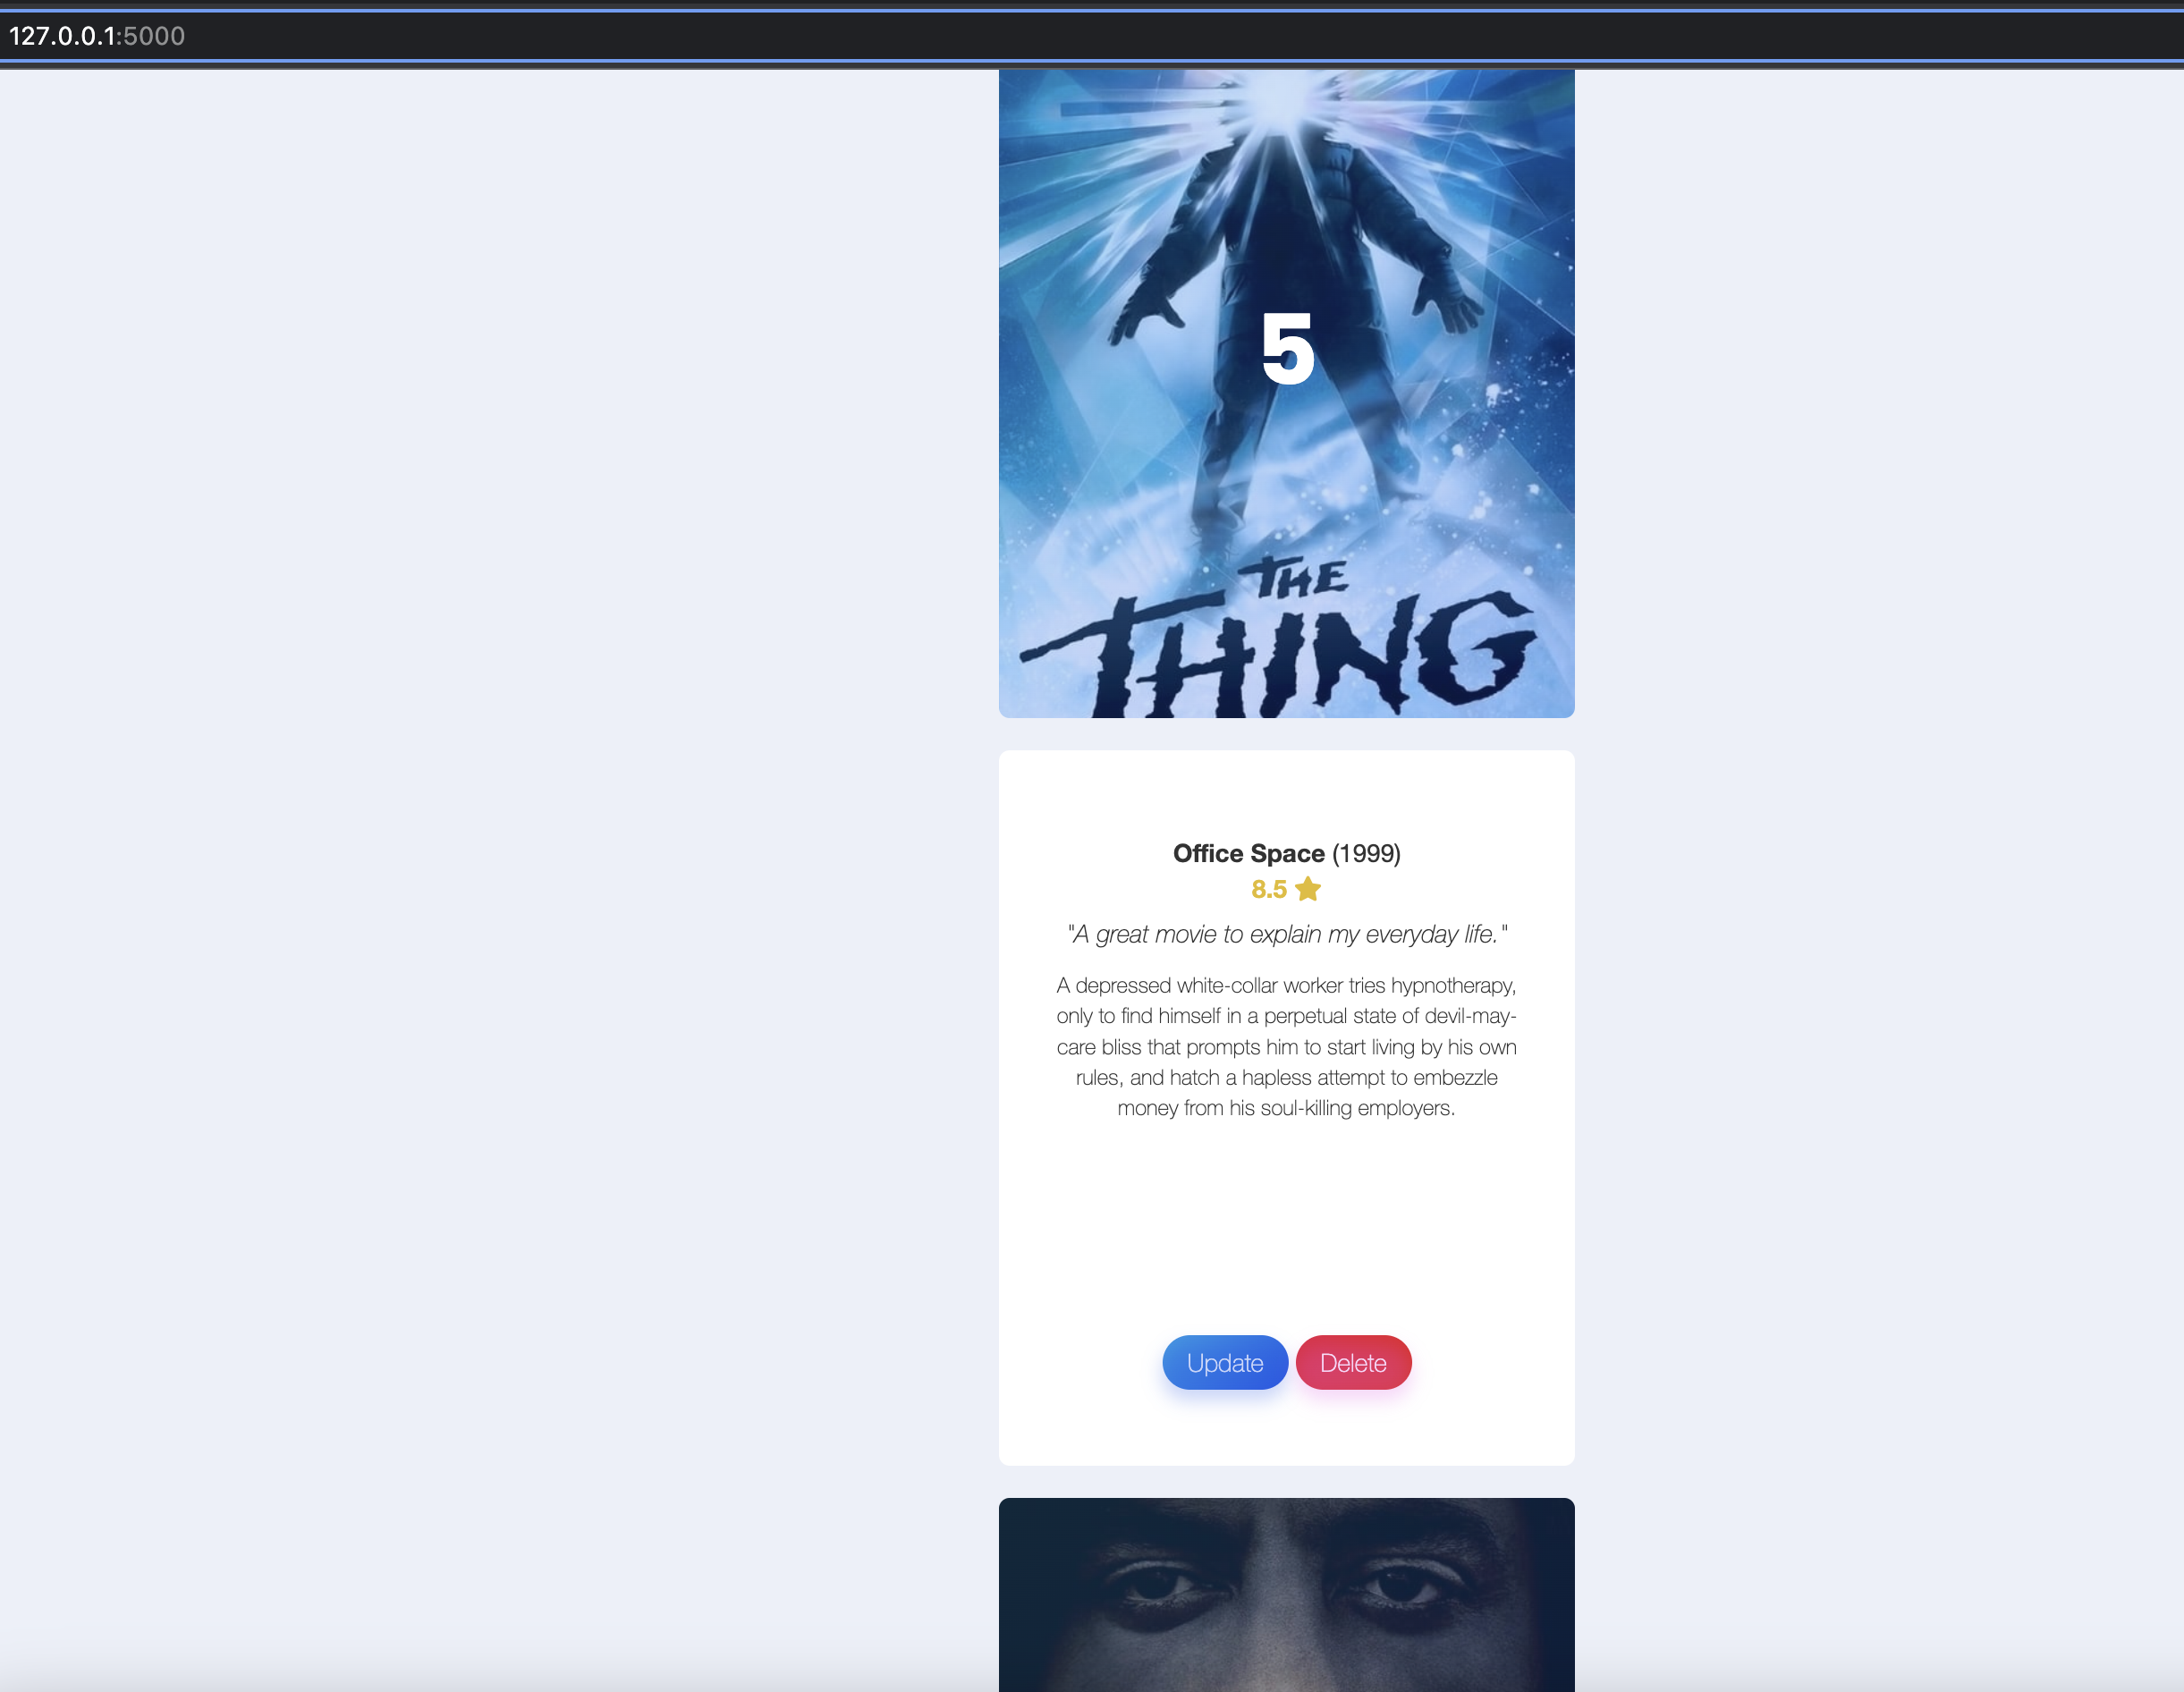 127.0.0.1:5000
5
THE
THING
Office Space (1999)
8.5
"A great movie to explain my everyday life."
A depressed white-collar worker tries hypnotherapy,
only to find himself in a perpetual state of devil-may-
care bliss that prompts him to start living by his own
rules, and hatch a hapless attempt to embezzle
money from his soul-killing employers.
Update Delete